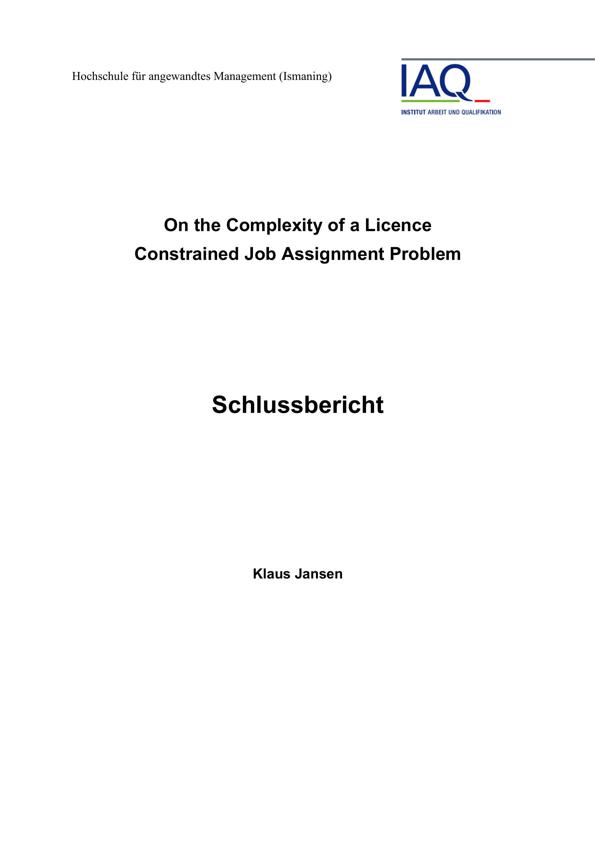 Hochschule für angewandtes Management (Ismaning)
IAQ
INSTITUT ARBEIT UND QUALIFIKATION
On the Complexity of a Licence
Constrained Job Assignment Problem
Schlussbericht
Klaus Jansen